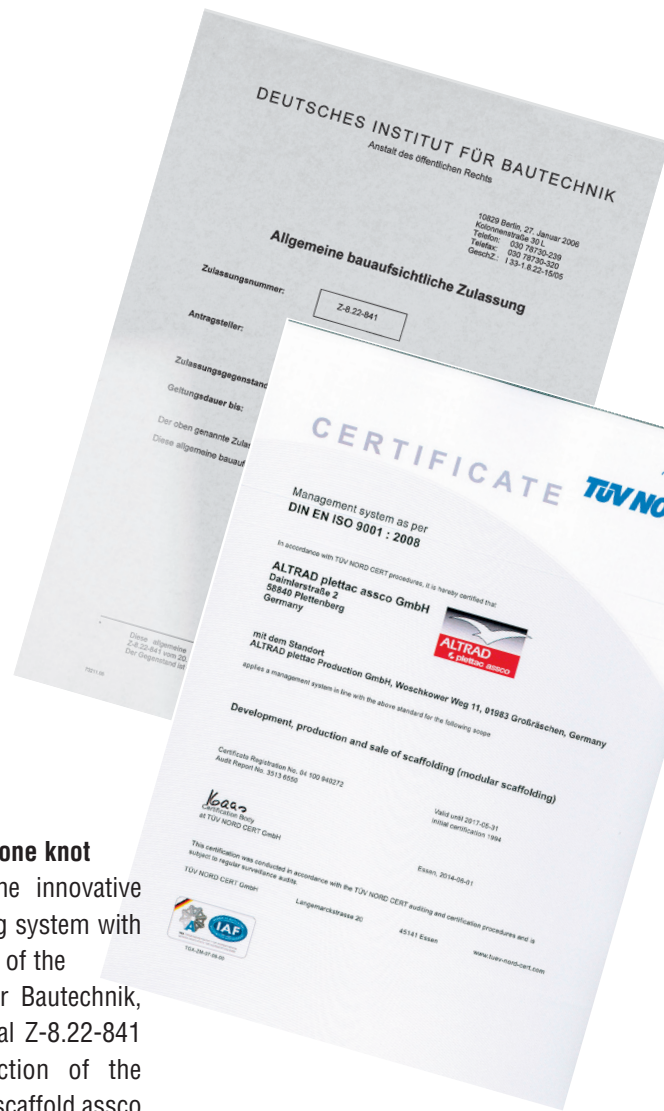 DEUTSCHES INSTITUT FÜR BAUTECHNIK
Anstalt des öffentlichen Rechts
10829 Berlin, 27. Januar 2006
Kolonnenstraße 30 L
Telefon: 030 78730-239
Telefax: 030 78730-320
GeschZ.: I 33-1.8.22-15/05
Allgemeine bauaufsichtliche Zulassung
Zulassungsnummer:
Z-8.22-841
Antragsteller:
Zulassungsgegenstand
Geltungsdauer bis:
Der oben genannte Zulas
Diese allgemeine bauauf
Diese allgemeine
Z-8.22-841 vom 20.
Der Gegenstand ist
CERTIFICATE
TÜV NO
Management system as per
DIN EN ISO 9001 : 2008
In accordance with TÜV NORD CERT procedures, it is hereby certified that
ALTRAD plettac assco GmbH
Daimlerstraße 2
58840 Plettenberg
Germany
ALTRAD
plettac assco
mit dem Standort
ALTRAD plettac Production GmbH, Woschkower Weg 11, 01983 Großräschen, Germany
applies a management system in line with the above standard for the following scope
Development, production and sale of scaffolding (modular scaffolding)
Certificate Registration No. 04 100 940272
Audit Report No. 3513 6550
Valid until 2017-05-31
Initial certification 1994
Certification Body
at TÜV NORD CERT GmbH
Essen, 2014-06-01
This certification was conducted in accordance with the TÜV NORD CERT auditing and certification procedures and is
subject to regular surveillance audits.
TÜV NORD CERT GmbH
Langemarckstrasse 20
45141 Essen
www.tuev-nord-cert.com
IAF
TGA-ZM-07-06-00
one knot
he innovative
g system with
of the
r Bautechnik,
al Z-8.22-841
ction of the
scaffold assco